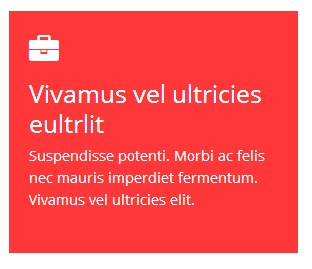 Vivamus vel ultricies
eultrlit
Suspendisse potenti. Morbi ac felis
nec mauris imperdiet fermentum.
Vivamus vel ultricies elit.